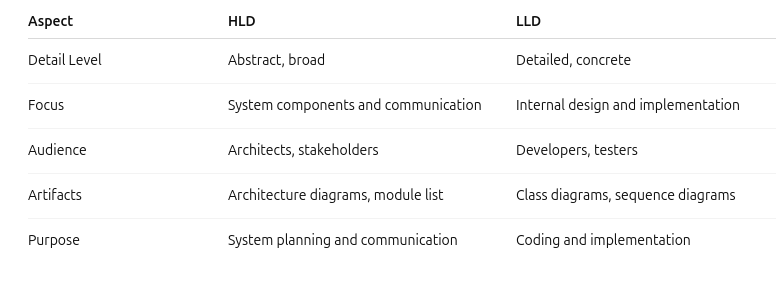 Aspect HLD LLD
Detail Level Abstract, broad Detailed, concrete
Focus System components and communication Internal design and implementation
Audience Architects, stakeholders Developers, testers
Artifacts Architecture diagrams, module list Class diagrams, sequence diagrams
Purpose System planning and communication Coding and implementation